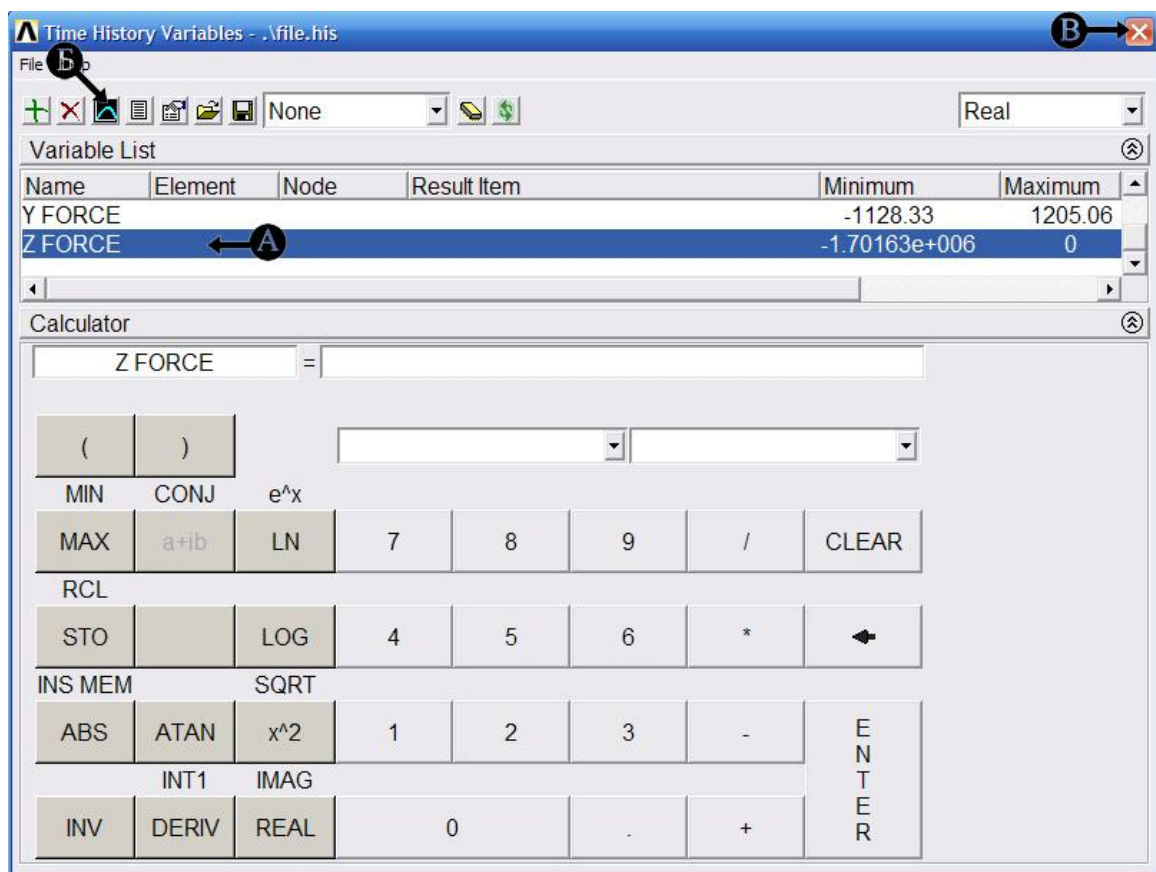 Time History Variables - .\file.his
B
File
Б
None
Real
Variable List
Name Element Node Result Item Minimum Maximum
Y FORCE -1128.33 1205.06
Z FORCE A -1.70163e+006 0
Calculator
Z FORCE =
( )
MIN CONJ e^x
MAX a+ib LN 7 8 9 / CLEAR
RCL
STO LOG 4 5 6 *
INS MEM SQRT
ABS ATAN x^2 1 2 3 - ENTER
INT1 IMAG
INV DERIV REAL 0 . +